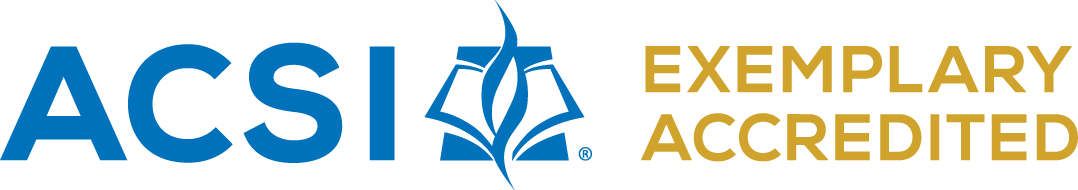 ACSI
®
EXEMPLARY
ACCREDITED